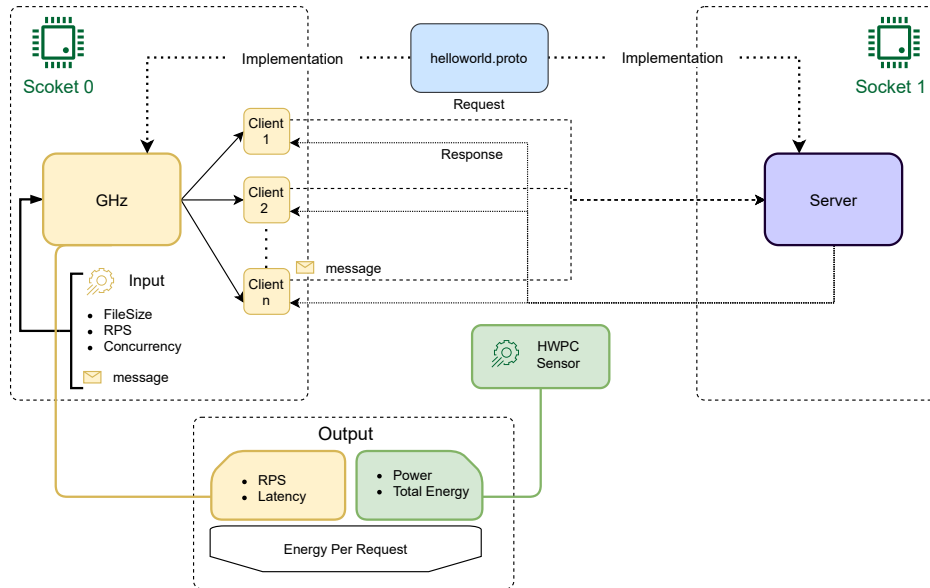 Scoket 0
Implementation
helloworld.proto
Implementation
Socket 1
Request
Client
1
Response
GHz
Client
2
Server
message
Client
n
Input
FileSize
RPS
Concurrency
message
HWPC
Sensor
Output
RPS
Latency
Power
Total Energy
Energy Per Request